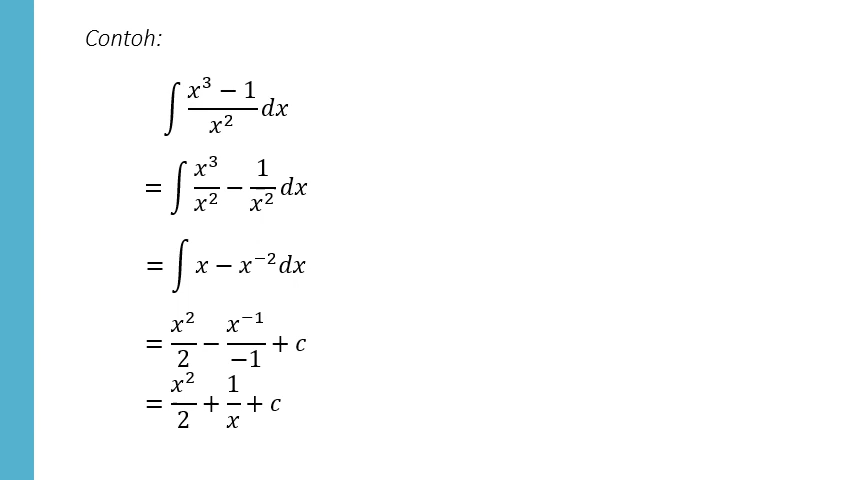 Contoh:
∫ (x³ − 1)/x² dx
= ∫ x³/x² − 1/x² dx
= ∫ x − x⁻² dx
= x²/2 − x⁻¹/−1 + c
= x²/2 + 1/x + c